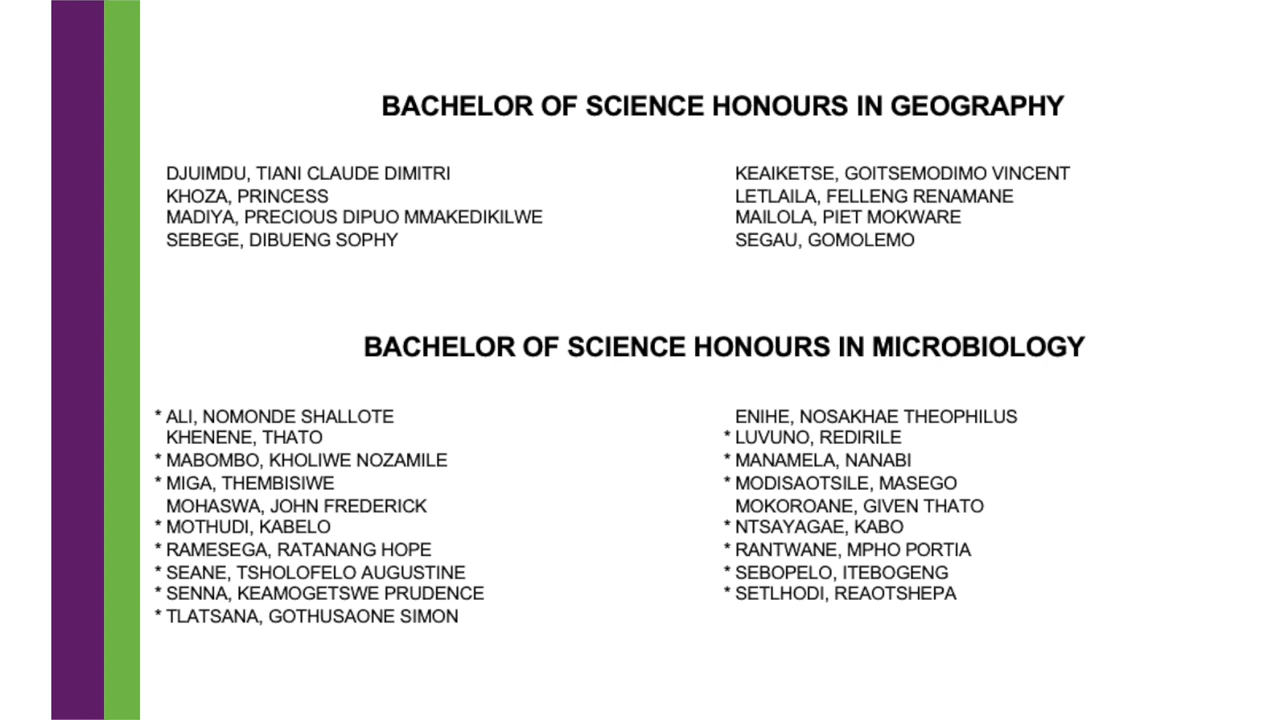 BACHELOR OF SCIENCE HONOURS IN GEOGRAPHY
DJUIMDU, TIANI CLAUDE DIMITRI
KEAIKETSE, GOITSEMODIMO VINCENT
KHOZA, PRINCESS
LETLAILA, FELLENG RENAMANE
MADIYA, PRECIOUS DIPUO MMAKEDIKILWE
MAILOLA, PIET MOKWARE
SEBEGE, DIBUENG SOPHY
SEGAU, GOMOLEMO
BACHELOR OF SCIENCE HONOURS IN MICROBIOLOGY
* ALI, NOMONDE SHALLOTE
ENIHE, NOSAKHAE THEOPHILUS
KHENENE, THATO
* LUVUNO, REDIRILE
* MABOMBO, KHOLIWE NOZAMILE
* MANAMELA, NANABI
* MIGA, THEMBISIWE
* MODISAOTSILE, MASEGO
MOHASWA, JOHN FREDERICK
MOKOROANE, GIVEN THATO
* MOTHUDI, KABELO
* NTSAYAGAE, KABO
* RAMESEGA, RATANANG HOPE
* RANTWANE, MPHO PORTIA
* SEANE, TSHOLOFELO AUGUSTINE
* SEBOPELO, ITEBOGENG
* SENNA, KEAMOGETSWE PRUDENCE
* SETLHODI, REAOTSHEPA
* TLATSANA, GOTHUSAONE SIMON